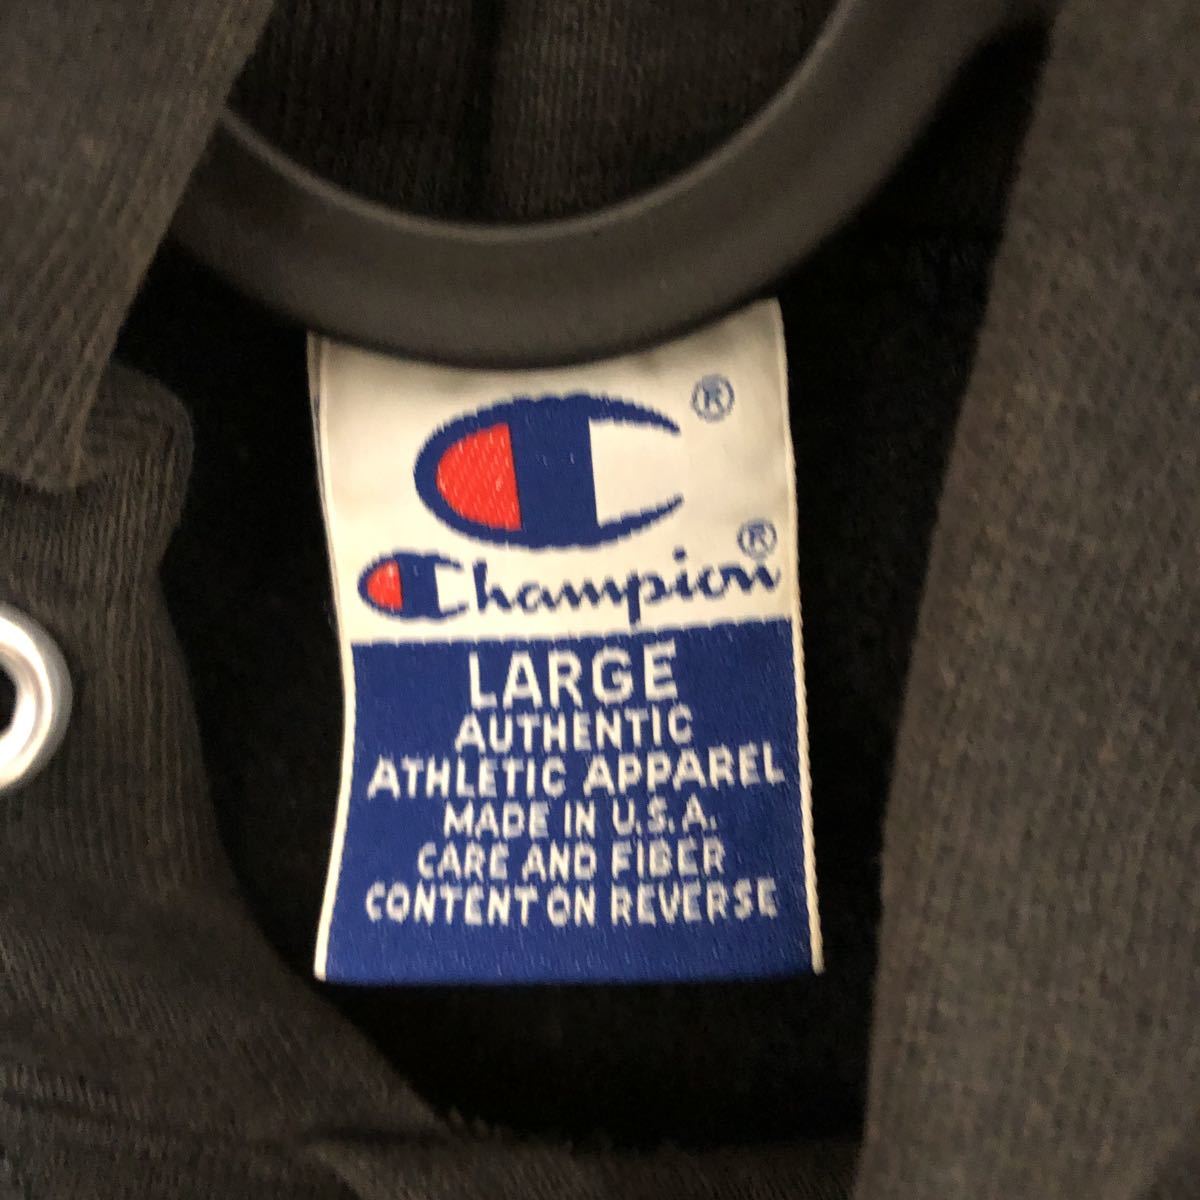 ®
Champion®
LARGE
AUTHENTIC
ATHLETIC APPAREL
MADE IN U.S.A.
CARE AND FIBER
CONTENT ON REVERSE